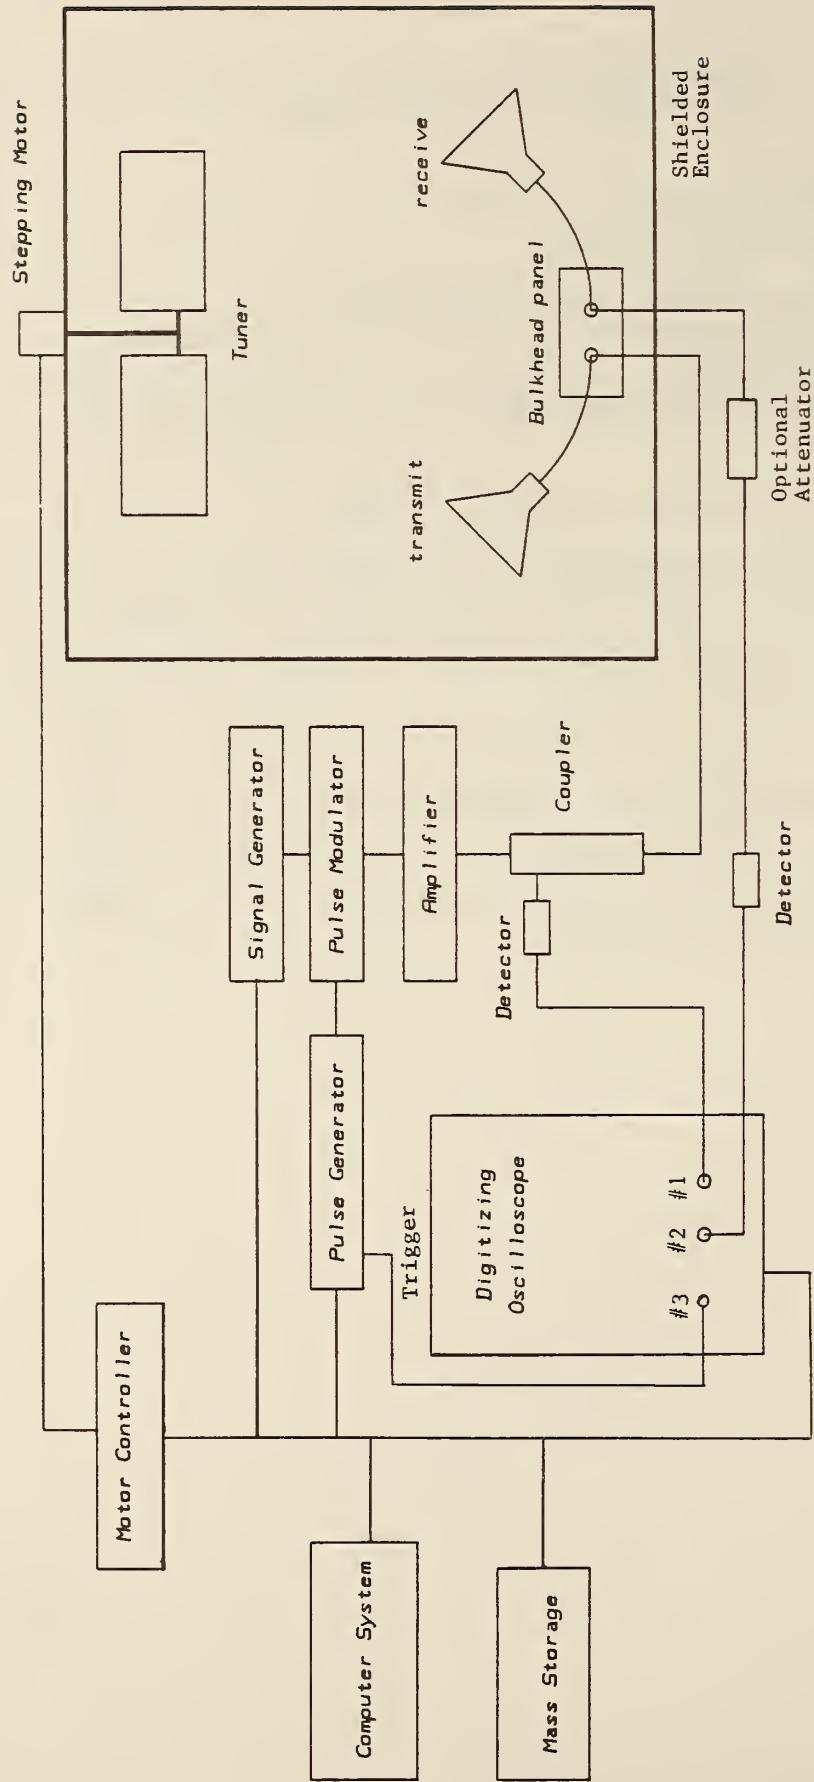 Stepping Motor
Motor Controller
Tuner
Signal Generator
Computer System
Pulse Generator
Pulse Modulator
transmit
receive
Trigger
Amplifier
Mass Storage
Digitizing
Oscilloscope
Detector
Coupler
Bulkhead panel
#3
#2
#1
Shielded
Enclosure
Detector
Optional
Attenuator